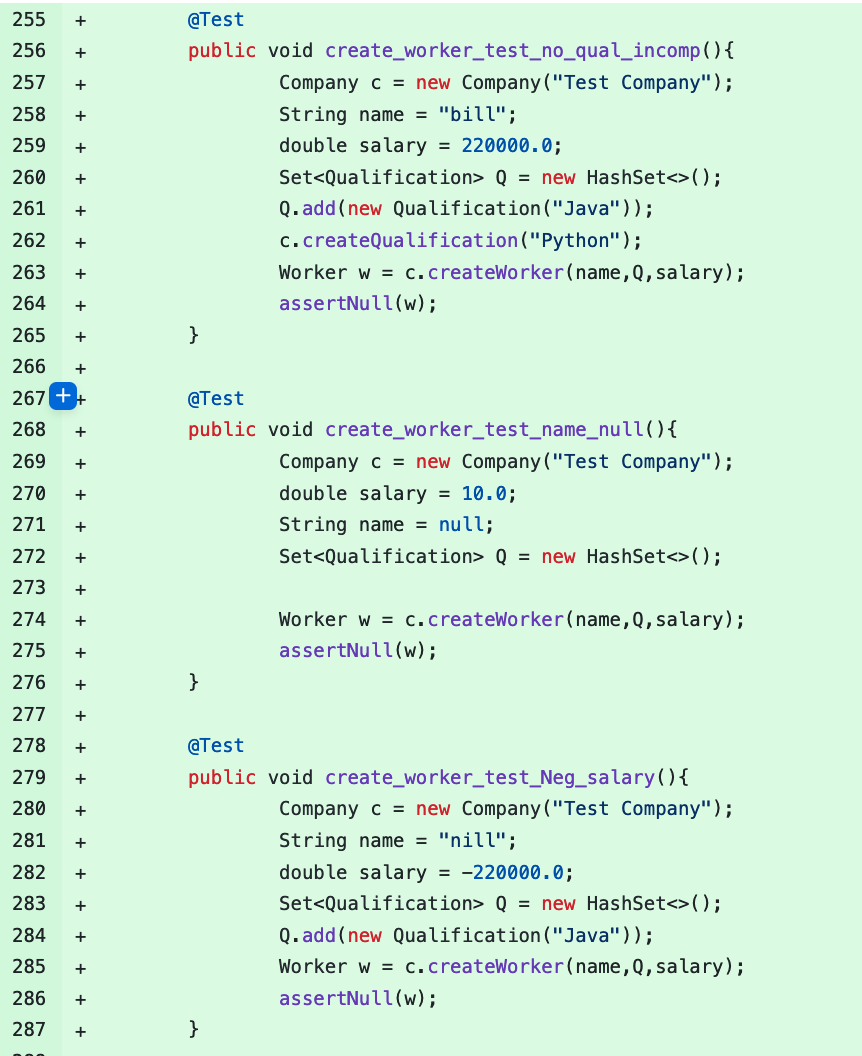 255 + @Test
256 + public void create_worker_test_no_qual_incomp(){
257 + Company c = new Company("Test Company");
258 + String name = "bill";
259 + double salary = 220000.0;
260 + Set<Qualification> Q = new HashSet<>();
261 + Q.add(new Qualification("Java"));
262 + c.createQualification("Python");
263 + Worker w = c.createWorker(name,Q,salary);
264 + assertNull(w);
265 + }
266 +
267 + @Test
268 + public void create_worker_test_name_null(){
269 + Company c = new Company("Test Company");
270 + double salary = 10.0;
271 + String name = null;
272 + Set<Qualification> Q = new HashSet<>();
273 +
274 + Worker w = c.createWorker(name,Q,salary);
275 + assertNull(w);
276 + }
277 +
278 + @Test
279 + public void create_worker_test_Neg_salary(){
280 + Company c = new Company("Test Company");
281 + String name = "nill";
282 + double salary = -220000.0;
283 + Set<Qualification> Q = new HashSet<>();
284 + Q.add(new Qualification("Java"));
285 + Worker w = c.createWorker(name,Q,salary);
286 + assertNull(w);
287 + }